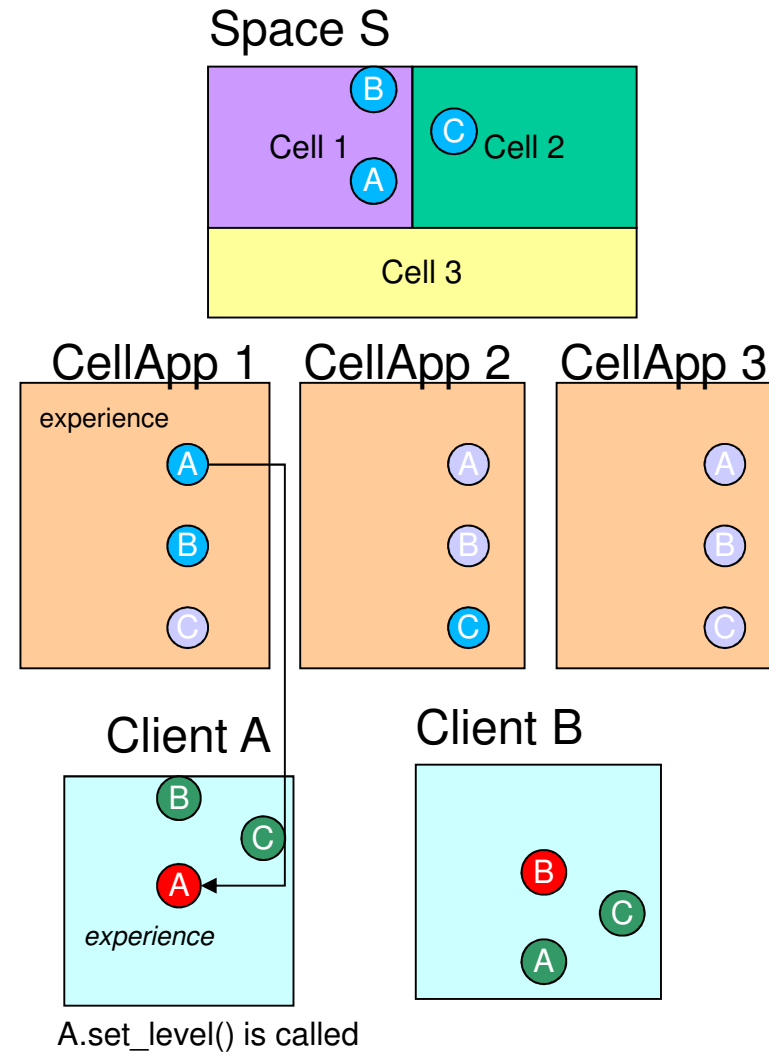 Space S
B
C
Cell 1
Cell 2
A
Cell 3
CellApp 1
CellApp 2
CellApp 3
experience
A
A
A
B
B
B
C
C
C
Client A
Client B
B
C
A
experience
B
C
A
A.set_level() is called